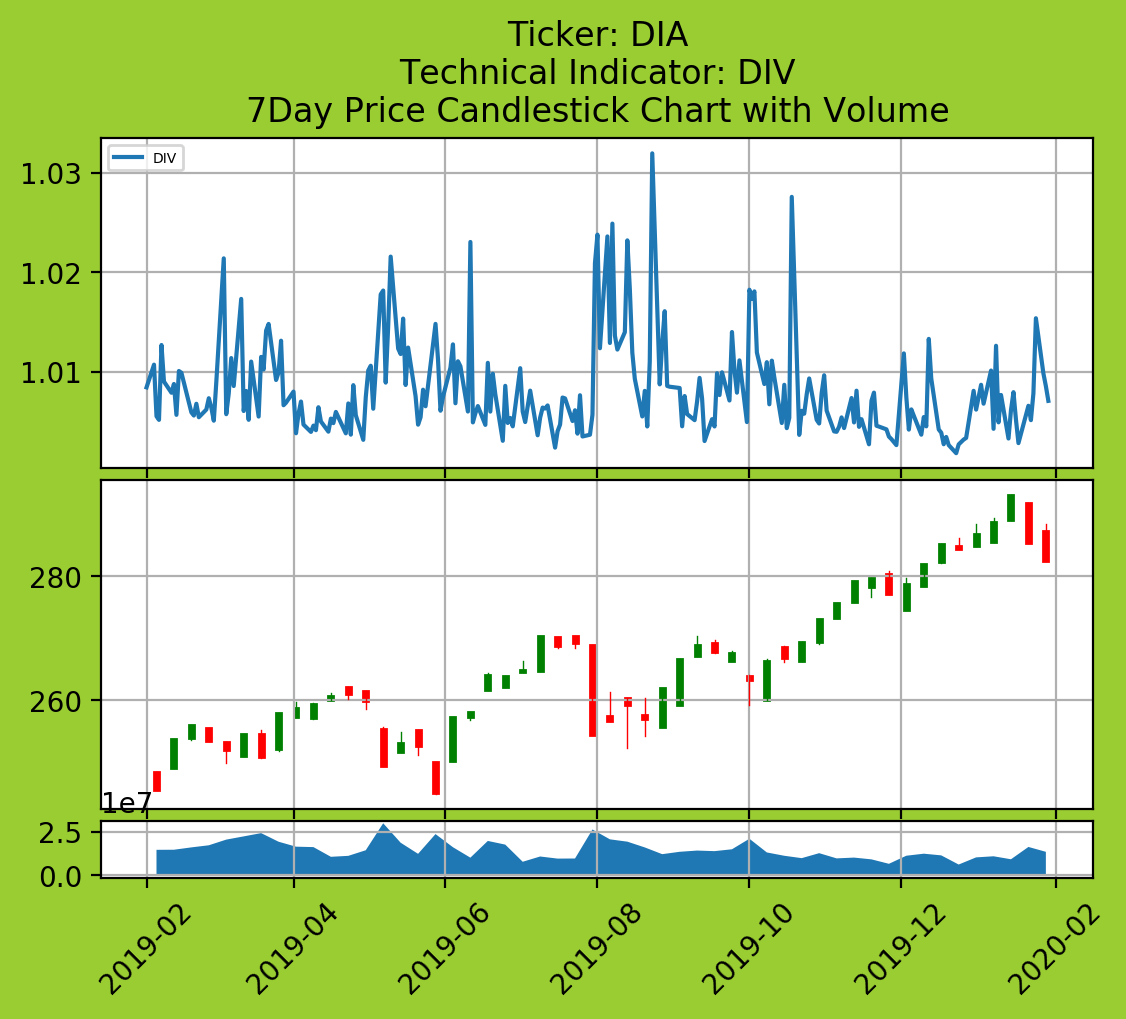 Ticker: DIA
Technical Indicator: DIV
7Day Price Candlestick Chart with Volume
DIV
1.03
1.02
1.01
280
260
1e7
2.5
0.0
2019-02
2019-04
2019-06
2019-08
2019-10
2019-12
2020-02